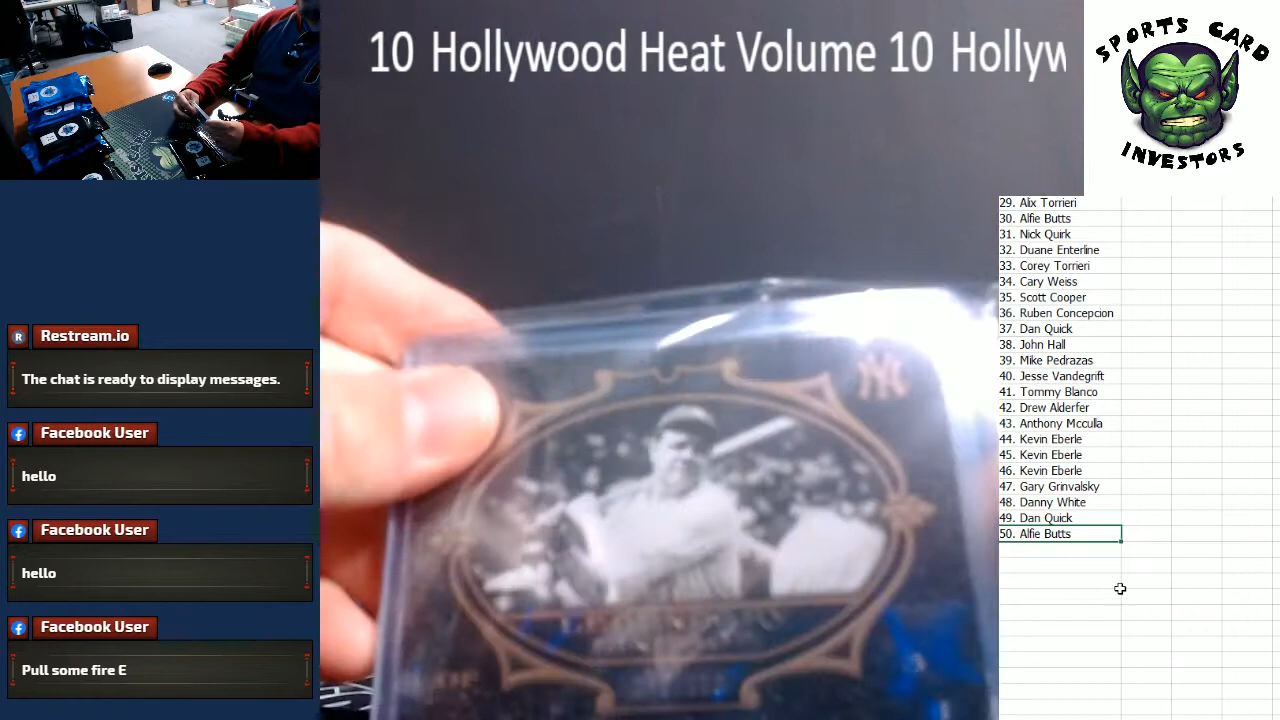 10 Hollywood Heat Volume 10 Hollyw
SPORTS CARD
INVESTORS
Restream.io
The chat is ready to display messages.
Facebook User
hello
Facebook User
hello
Facebook User
Pull some fire E
29. Alix Torrieri
30. Alfie Butts
31. Nick Quirk
32. Duane Enterline
33. Corey Torrieri
34. Cary Weiss
35. Scott Cooper
36. Ruben Concepcion
37. Dan Quick
38. John Hall
39. Mike Pedrazas
40. Jesse Vandegrift
41. Tommy Blanco
42. Drew Alderfer
43. Anthony Mcculla
44. Kevin Eberle
45. Kevin Eberle
46. Kevin Eberle
47. Gary Grinvalsky
48. Danny White
49. Dan Quick
50. Alfie Butts
NY